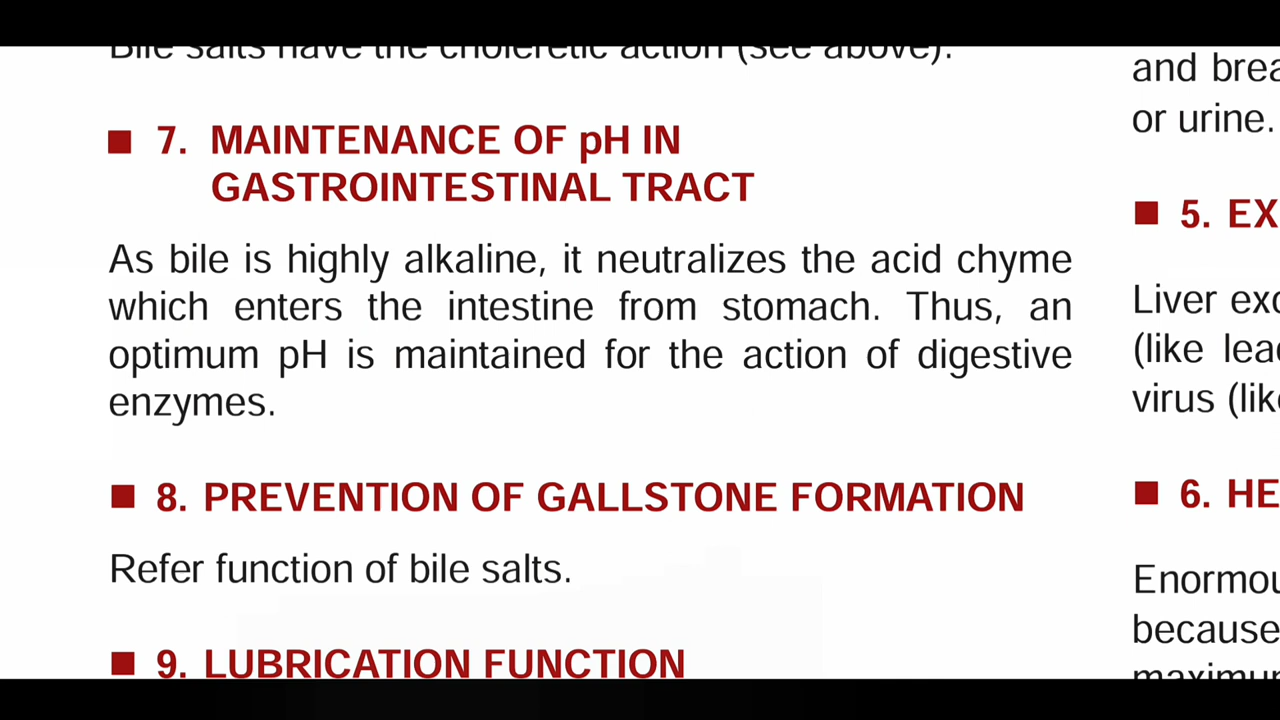 Bile salts have the choleretic action (see above).
■ 7. MAINTENANCE OF pH IN
GASTROINTESTINAL TRACT
As bile is highly alkaline, it neutralizes the acid chyme
which enters the intestine from stomach. Thus, an
optimum pH is maintained for the action of digestive
enzymes.
■ 8. PREVENTION OF GALLSTONE FORMATION
Refer function of bile salts.
■ 9. LUBRICATION FUNCTION
and
or urine.
■ 5.
Liver
(like
virus
■ 6.
because